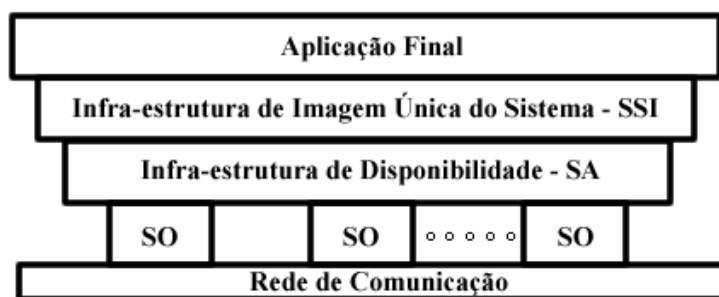 Aplicação Final
Infra-estrutura de Imagem Única do Sistema - SSI
Infra-estrutura de Disponibilidade - SA
SO SO SO
Rede de Comunicação